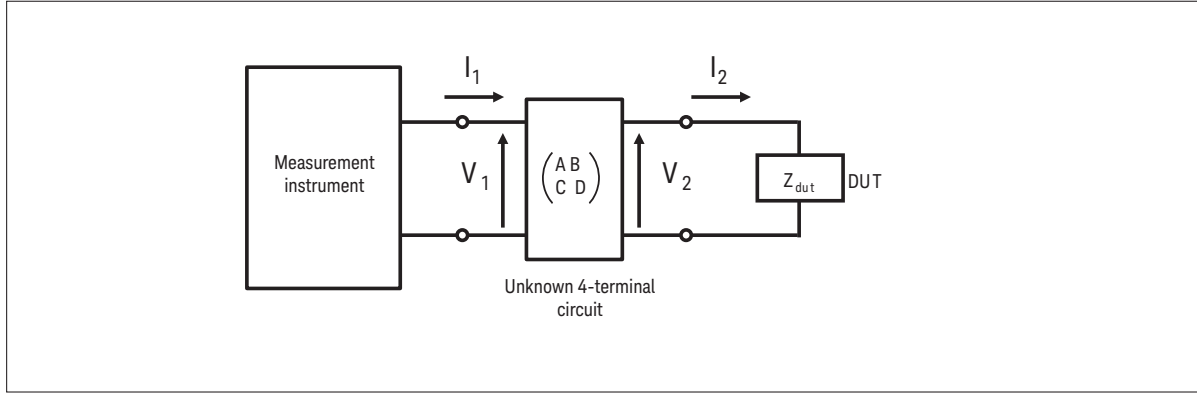 I1
I2
Measurement
instrument
V1
A B
C D
V2
Zdut
DUT
Unknown 4-terminal
circuit